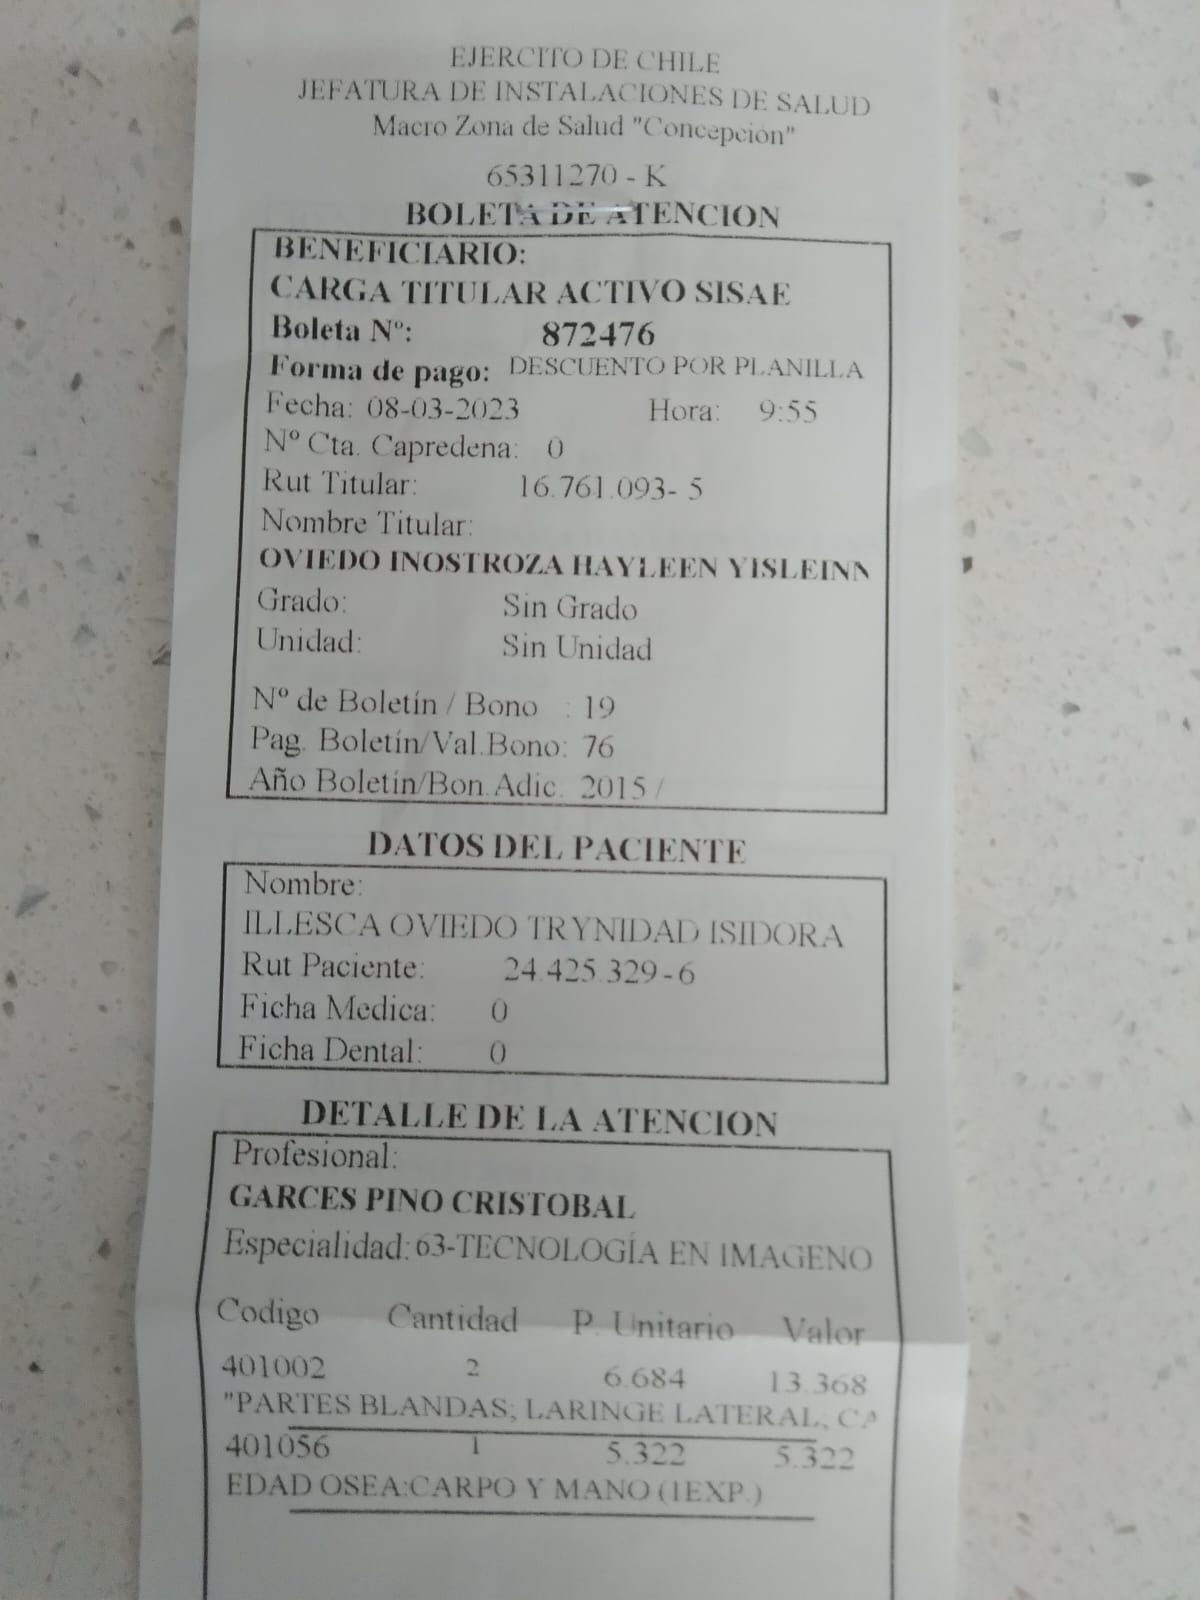 EJERCITO DE CHILE
JEFATURA DE INSTALACIONES DE SALUD
Macro Zona de Salud "Concepción"
65311270 - K
BOLETA DE ATENCION
BENEFICIARIO:
CARGA TITULAR ACTIVO SISAE
Boleta Nº: 872476
Forma de pago: DESCUENTO POR PLANILLA
Fecha: 08-03-2023 Hora: 9:55
Nº Cta. Capredena: 0
Rut Titular: 16.761.093- 5
Nombre Titular:
OVIEDO INOSTROZA HAYLEEN YISLEINN
Grado: Sin Grado
Unidad: Sin Unidad
Nº de Boletín / Bono : 19
Pag. Boletín/Val.Bono: 76
Año Boletín/Bon.Adic. 2015 /
DATOS DEL PACIENTE
Nombre:
ILLESCA OVIEDO TRYNIDAD ISIDORA
Rut Paciente: 24.425.329-6
Ficha Medica: 0
Ficha Dental: 0
DETALLE DE LA ATENCION
Profesional:
GARCES PINO CRISTOBAL
Especialidad: 63-TECNOLOGÍA EN IMAGENO
Codigo Cantidad P. Unitario Valor
401002 2 6.684 13.368
"PARTES BLANDAS; LARINGE LATERAL; CA
401056 1 5.322 5.322
EDAD OSEA:CARPO Y MANO (1EXP.)